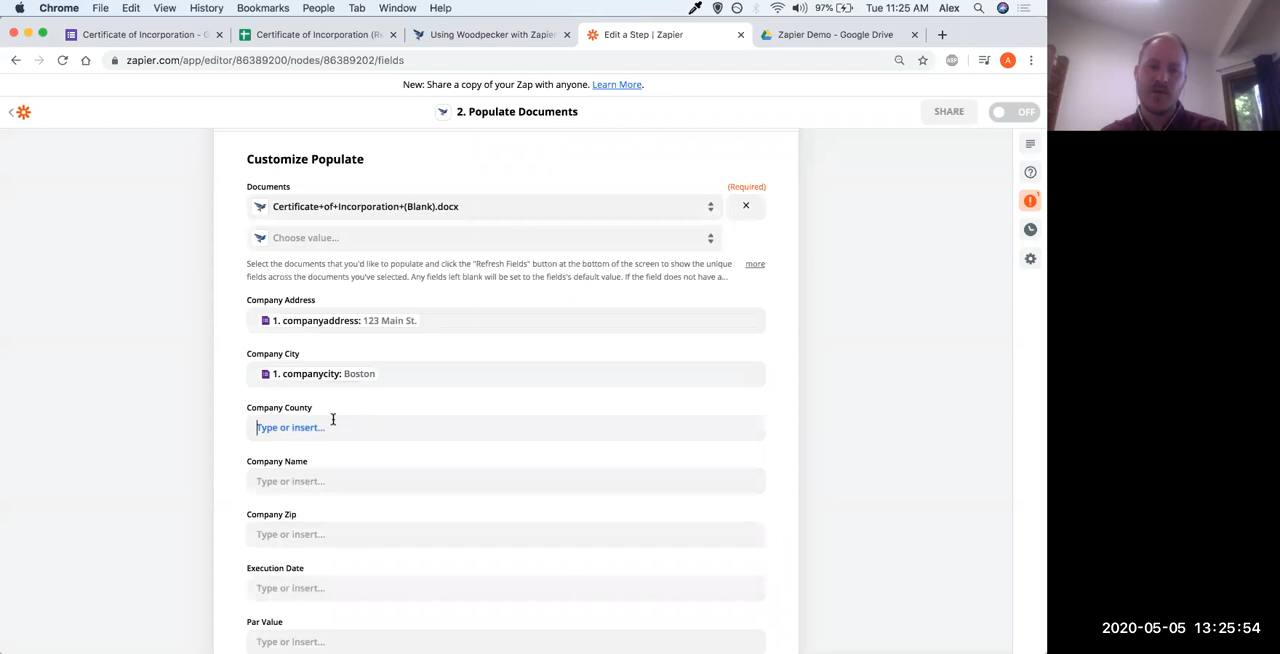 Chrome File Edit View History Bookmarks People Tab Window Help 97% Tue 11:25 AM Alex
Certificate of Incorporation - G Certificate of Incorporation (R Using Woodpecker with Zapier Edit a Step | Zapier Zapier Demo - Google Drive
zapier.com/app/editor/86389200/nodes/86389202/fields ABP A
New: Share a copy of your Zap with anyone. Learn More.
2. Populate Documents SHARE OFF
Customize Populate
Documents (Required)
Certificate+of+Incorporation+(Blank).docx
Choose value...
Select the documents that you'd like to populate and click the "Refresh Fields" button at the bottom of the screen to show the unique more
fields across the documents you've selected. Any fields left blank will be set to the fields's default value. If the field does not have a...
Company Address
1. companyaddress: 123 Main St.
Company City
1. companycity: Boston
Company County
Type or insert...
Company Name
Type or insert...
Company Zip
Type or insert...
Execution Date
Type or insert...
Par Value
Type or insert...
2020-05-05 13:25:54